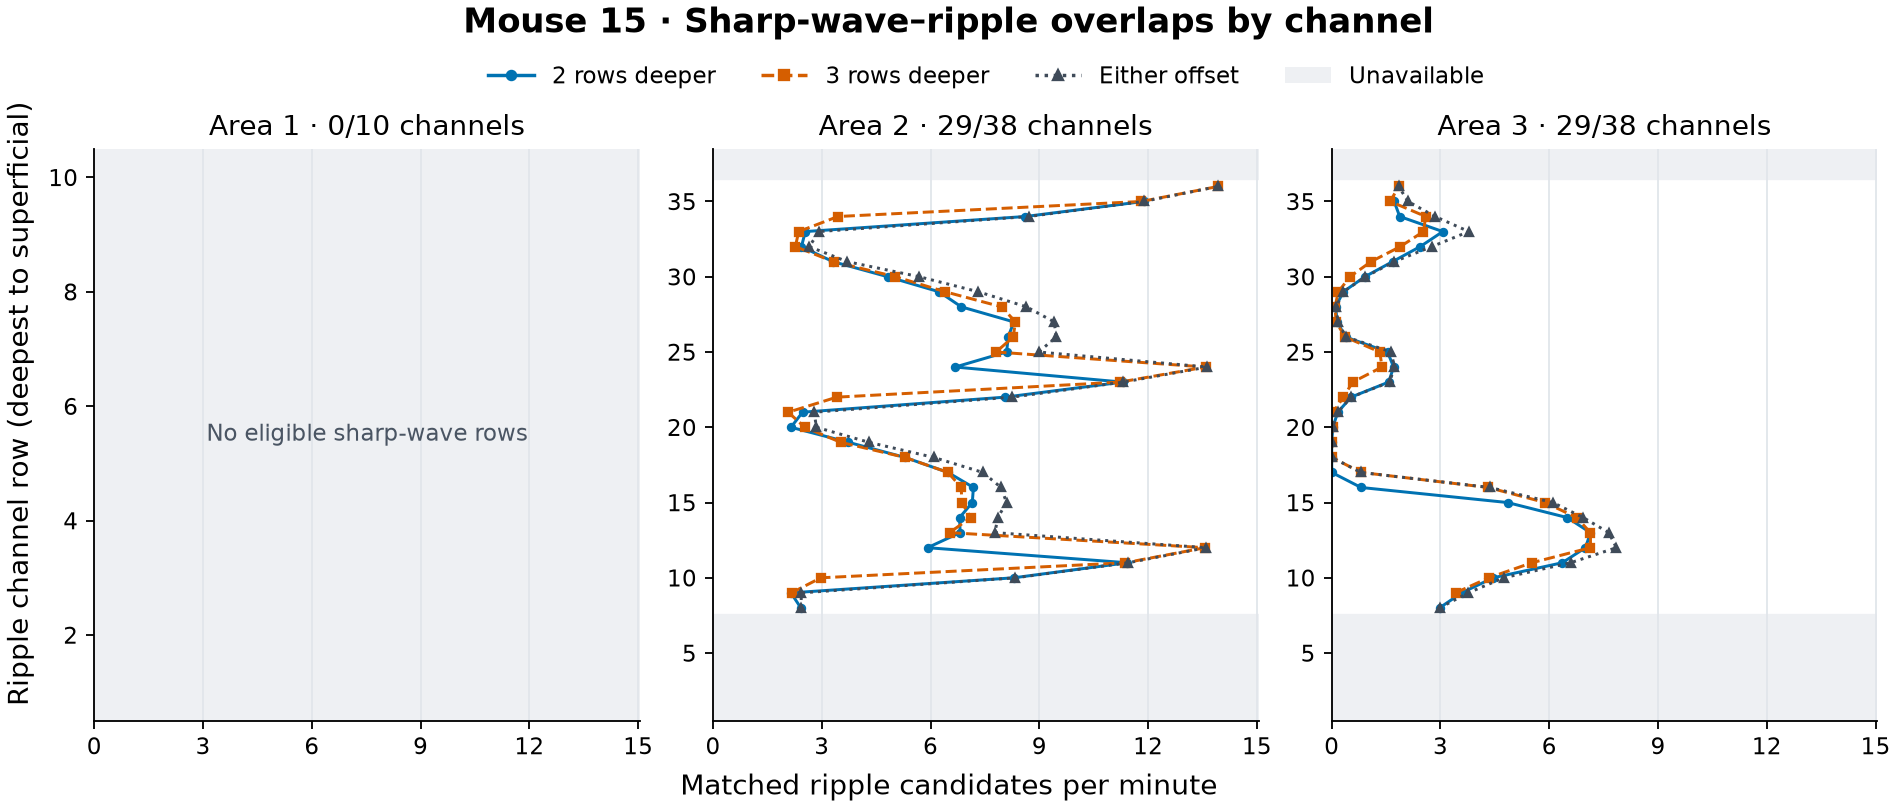 Mouse 15 · Sharp-wave–ripple overlaps by channel
2 rows deeper
3 rows deeper
Either offset
Unavailable
Ripple channel row (deepest to superficial)
Area 1 · 0/10 channels
10
8
6
4
2
No eligible sharp-wave rows
0 3 6 9 12 15
Area 2 · 29/38 channels
35
30
25
20
15
10
5
0 3 6 9 12 15
Area 3 · 29/38 channels
35
30
25
20
15
10
5
0 3 6 9 12 15
Matched ripple candidates per minute